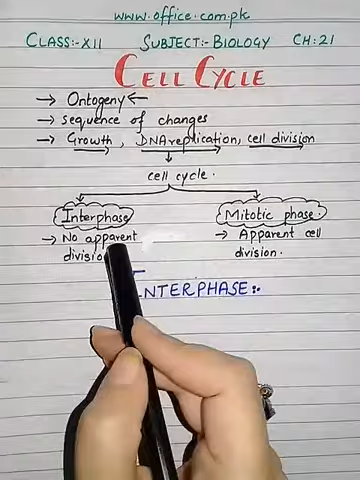 www.office.com.pk
CLASS:-XII SUBJECT:-BIOLOGY CH:21
CELL CYCLE
→ Ontogeny ←
→ sequence of changes
→ Growth, DNA replication, cell division
cell cycle.
Interphase
Mitotic phase.
→ No apparent
→ Apparent cell
division.
NTERPHASE:-